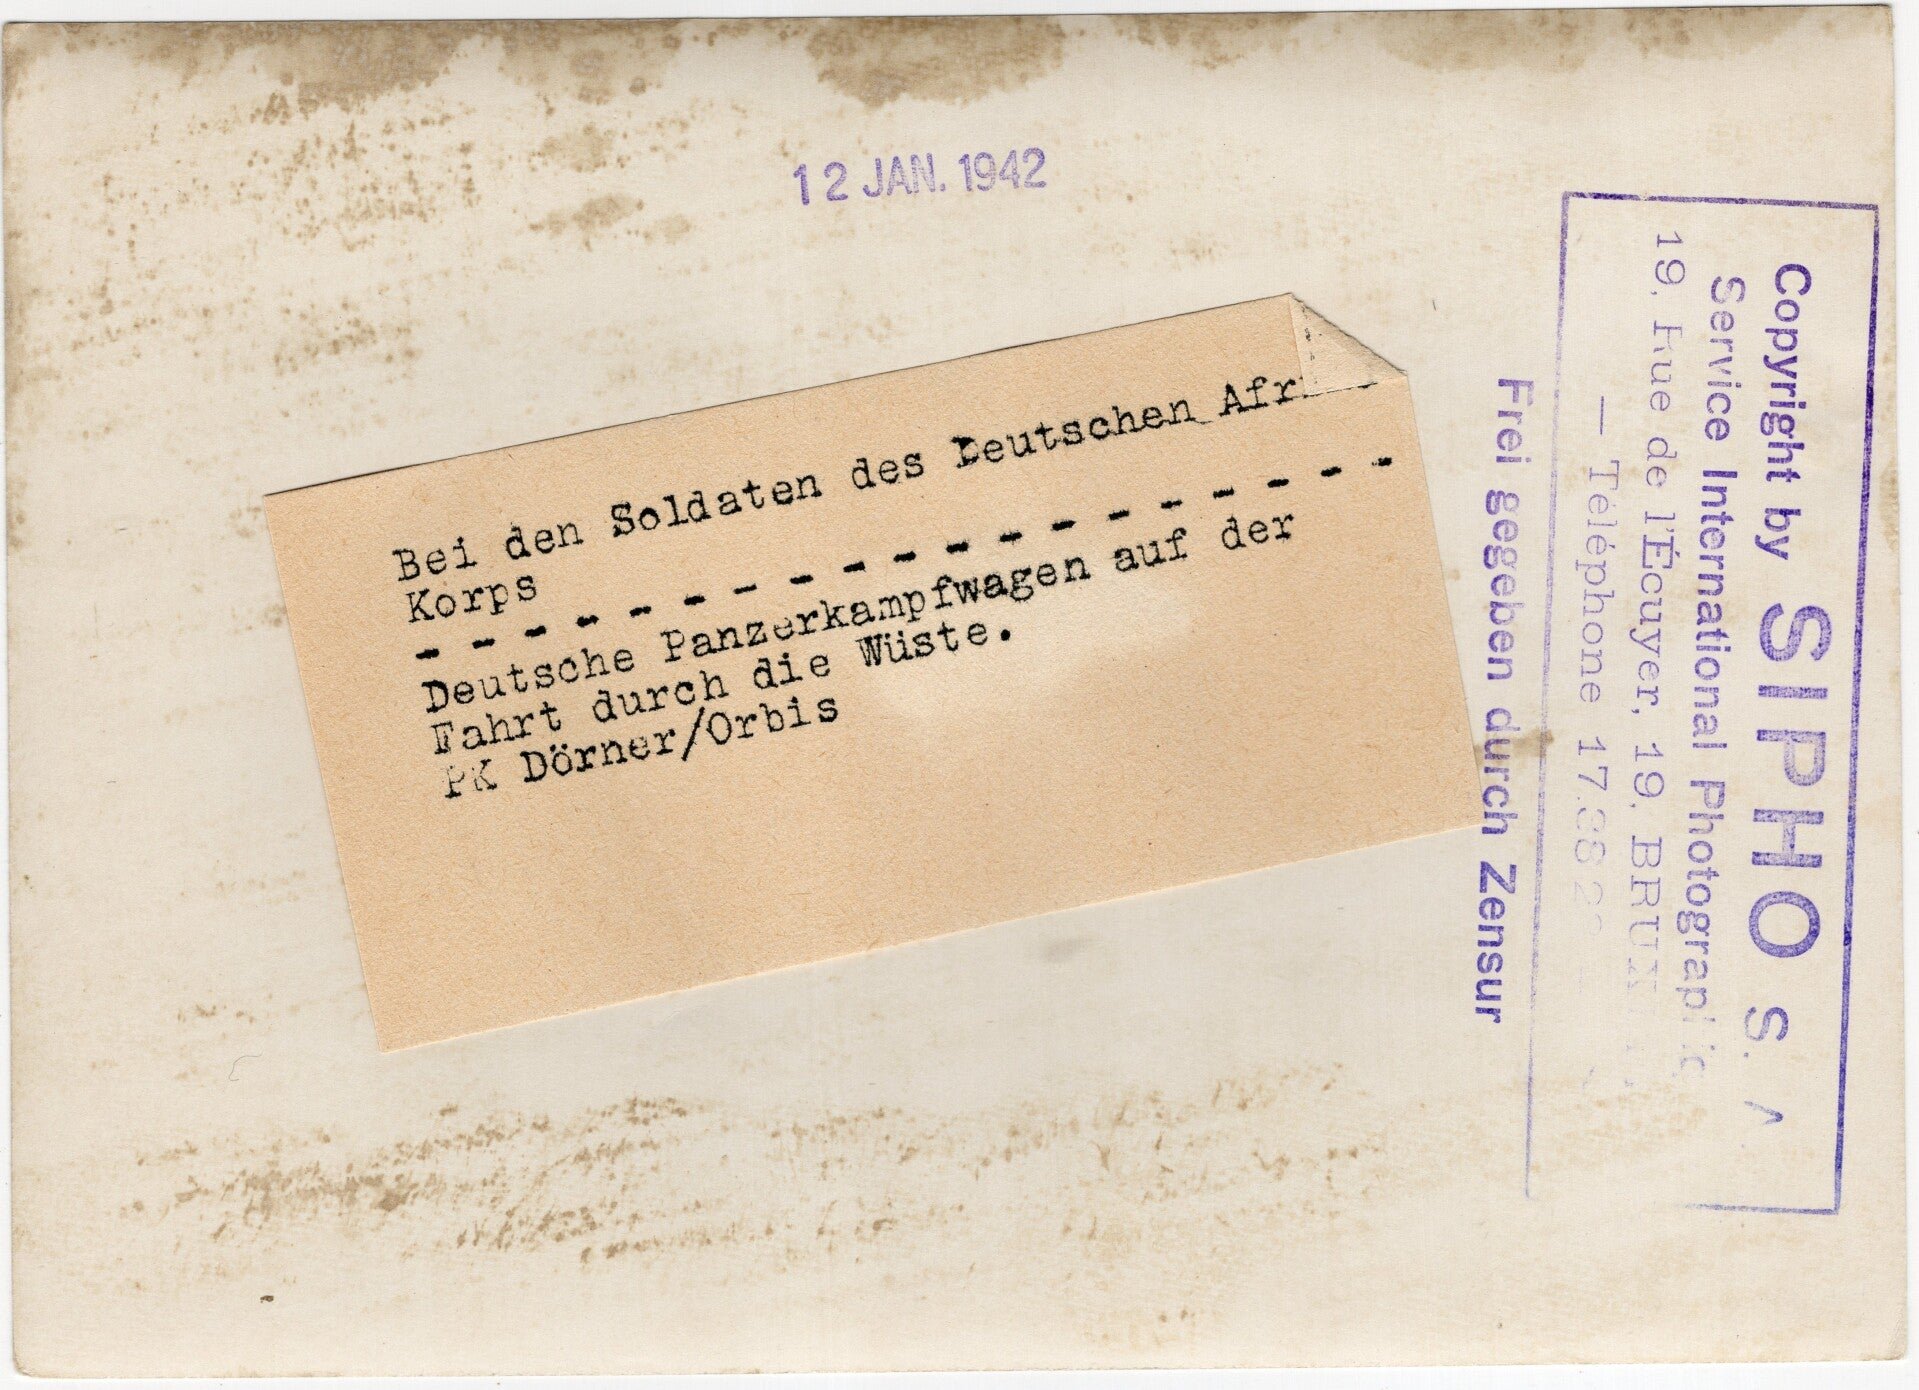 12 JAN. 1942
Bei den Soldaten des Deutschen
Korps
- - - - - - - - - - - - - - - - - - -
Deutsche Panzerkampfwagen auf der
Fahrt durch die Wüste.
PK Dörner/Orbis
Copyright by SIPHO S.
Service International Photographic
19, Rue de l'Écuyer, 19,
— Téléphone
Frei gegeben durch Zensur